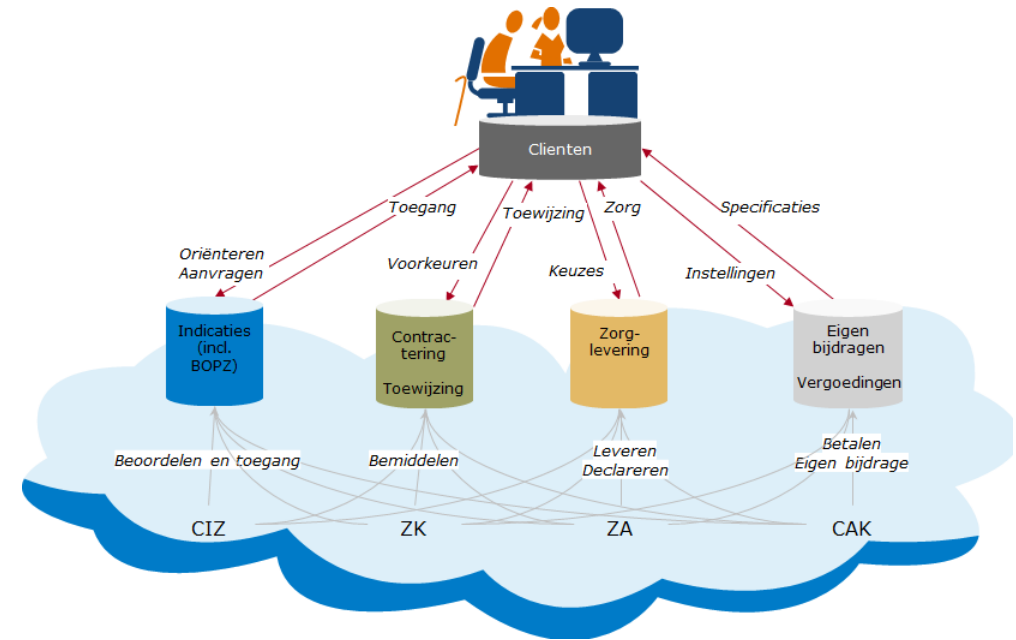 Clienten
Toegang
Toewijzing
Zorg
Specificaties
Oriënteren
Aanvragen
Voorkeuren
Keuzes
Instellingen
Indicaties
(incl.
BOPZ)
Contrac-
tering
Toewijzing
Zorg-
levering
Eigen
bijdragen
Vergoedingen
Beoordelen en toegang
Bemiddelen
Leveren
Declareren
Betalen
Eigen bijdrage
CIZ
ZK
ZA
CAK